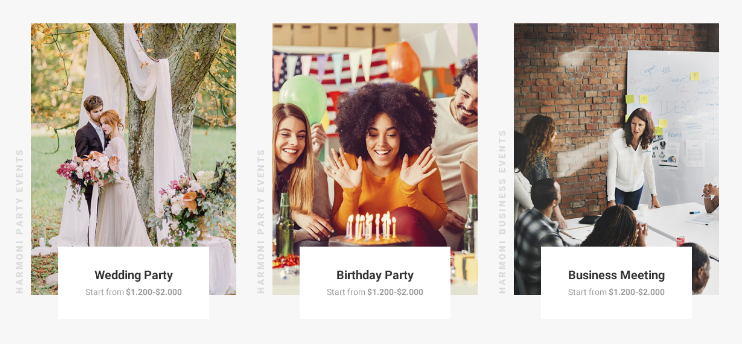 HARMONI PARTY EVENTS
Wedding Party
Start from $1.200-$2.000
HARMONI PARTY EVENTS
Birthday Party
Start from $1.200-$2.000
HARMONI BUSINESS EVENTS
IDEAS
Business Meeting
Start from $1.200-$2.000